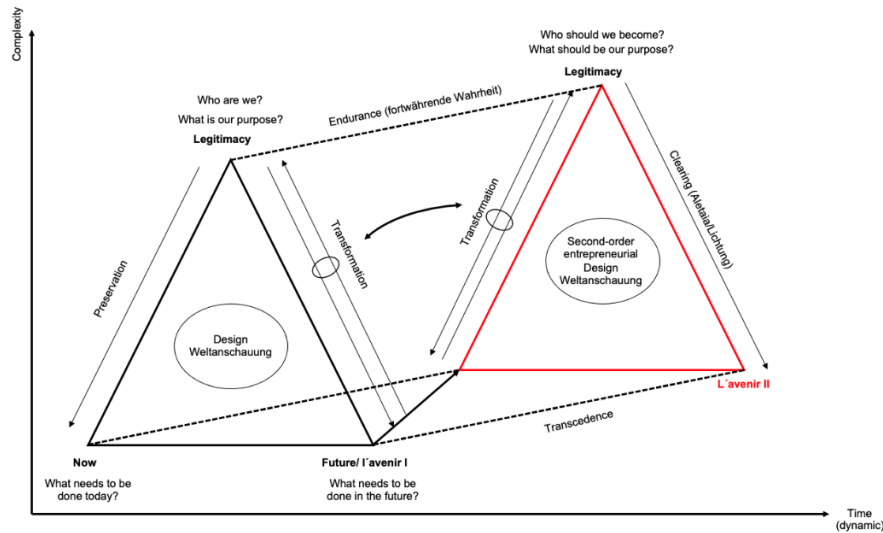 Complexity
Who should we become?
What should be our purpose?
Legitimacy
Who are we?
What is our purpose?
Legitimacy
Endurance (fortwährende Wahrheit)
Preservation
Transformation
Transformation
Clearing (Aletaia/Lichtung)
Design
Weltanschauung
Second-order
entrepreneurial
Design
Weltanschauung
L´avenir II
Transcedence
Now
What needs to be
done today?
Future/ l´avenir I
What needs to be
done in the future?
Time
(dynamic)